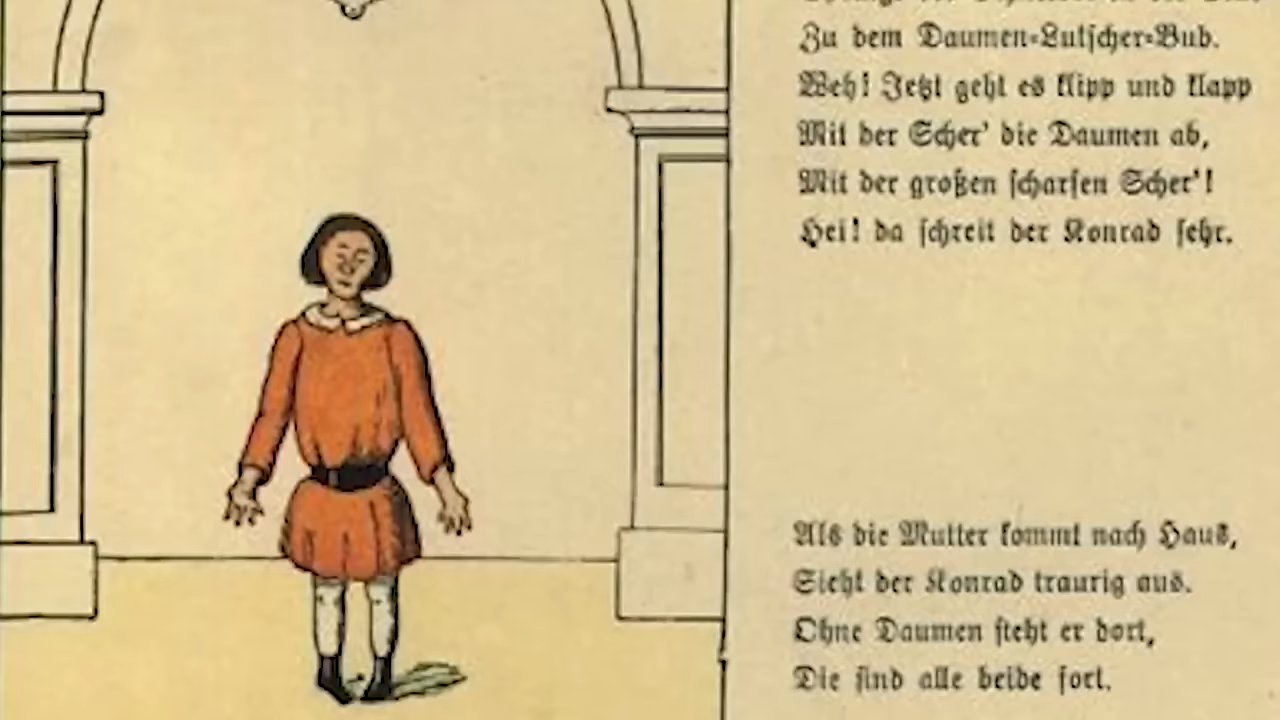 Zu dem Daumen-Lutscher-Bub.
Weh! Jetzt geht es klipp und klapp
Mit der Scher' die Daumen ab,
Mit der großen scharfen Scher'!
Hei! da schreit der Konrad sehr.
Als die Mutter kommt nach Haus,
Sieht der Konrad traurig aus.
Ohne Daumen steht er dort,
Die sind alle beide fort.